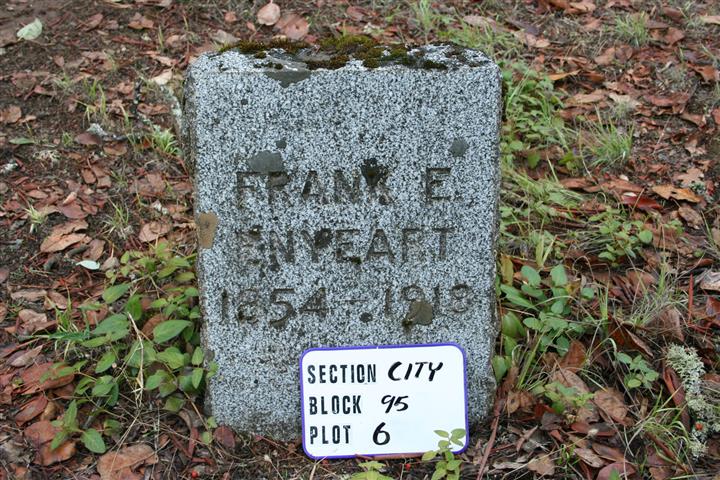 FRANK E.
ENYEART
1854-1918
SECTION CITY
BLOCK 95
PLOT 6